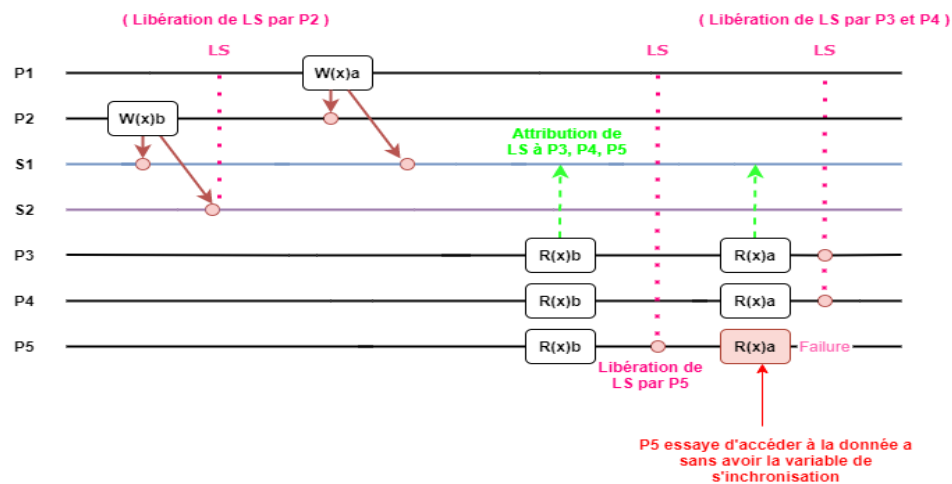 ( Libération de LS par P2 )
( Libération de LS par P3 et P4 )
LS
LS
LS
P1
W(x)a
P2
W(x)b
Attribution de
LS à P3, P4, P5
S1
S2
P3
R(x)b
R(x)a
P4
R(x)b
R(x)a
P5
R(x)b
R(x)a
Failure
Libération de
LS par P5
P5 essaye d'accéder à la donnée a
sans avoir la variable de
s'inchronisation